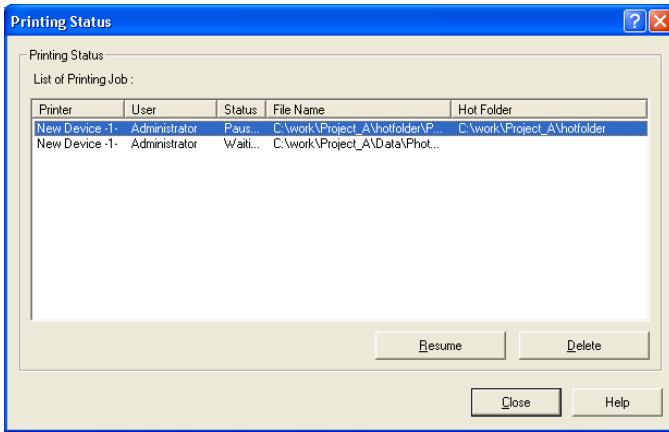 Printing Status
Printing Status
List of Printing Job :
Printer User Status File Name Hot Folder
New Device -1- Administrator Paus... C:\work\Project_A\hotfolder\P... C:\work\Project_A\hotfolder
New Device -1- Administrator Waiti... C:\work\Project_A\Data\Phot...
Resume Delete
Close Help